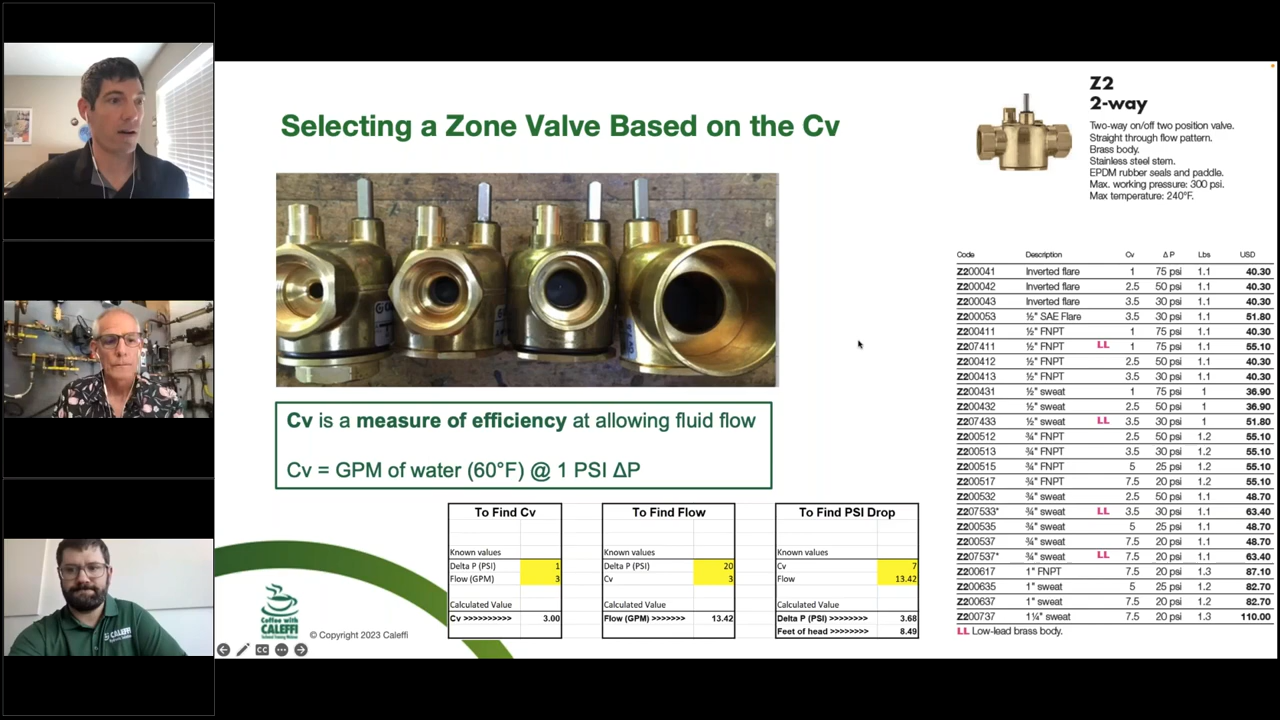 Selecting a Zone Valve Based on the Cv
Z2
2-way
Two-way on/off two position valve.
Straight through flow pattern.
Brass body.
Stainless steel stem.
EPDM rubber seals and paddle.
Max. working pressure: 300 psi.
Max temperature: 240°F.
Code Description Cv Δ P Lbs USD
Z200041 Inverted flare 1 75 psi 1.1 40.30
Z200042 Inverted flare 2.5 50 psi 1.1 40.30
Z200043 Inverted flare 3.5 30 psi 1.1 40.30
Z200053 ½" SAE Flare 3.5 30 psi 1.1 51.80
Z200411 ½" FNPT 1 75 psi 1.1 40.30
Z207411 ½" FNPT LL 1 75 psi 1.1 55.10
Z200412 ½" FNPT 2.5 50 psi 1.1 40.30
Z200413 ½" FNPT 3.5 30 psi 1.1 40.30
Z200431 ½" sweat 1 75 psi 1 36.90
Z200432 ½" sweat 2.5 50 psi 1 36.90
Z207433 ½" sweat LL 3.5 30 psi 1 51.80
Z200512 ¾" FNPT 2.5 50 psi 1.2 55.10
Z200513 ¾" FNPT 3.5 30 psi 1.2 55.10
Z200515 ¾" FNPT 5 25 psi 1.2 55.10
Z200517 ¾" FNPT 7.5 20 psi 1.2 55.10
Z200532 ¾" sweat 2.5 50 psi 1.1 48.70
Z207533* ¾" sweat LL 3.5 30 psi 1.1 63.40
Z200535 ¾" sweat 5 25 psi 1.1 48.70
Z200537 ¾" sweat 7.5 20 psi 1.1 48.70
Z207537* ¾" sweat LL 7.5 20 psi 1.1 63.40
Z200617 1" FNPT 7.5 20 psi 1.3 87.10
Z200635 1" sweat 5 25 psi 1.2 82.70
Z200637 1" sweat 7.5 20 psi 1.2 82.70
Z200737 1¼" sweat 7.5 20 psi 1.3 110.00
LL Low-lead brass body.
Cv is a measure of efficiency at allowing fluid flow
Cv = GPM of water (60°F) @ 1 PSI ΔP
To Find Cv
Known values
Delta P (PSI) 1
Flow (GPM) 3
Calculated Value
Cv >>>>>>>>>> 3.00
To Find Flow
Known values
Delta P (PSI) 20
Cv 3
Calculated Value
Flow (GPM) >>>>>>> 13.42
To Find PSI Drop
Known values
Cv 7
Flow 13.42
Calculated Value
Delta P (PSI) >>>>>>>> 3.68
Feet of head >>>>>>>> 8.49
Coffee with
CALEFFI
© Copyright 2023 Caleffi
CC
CALEFFI